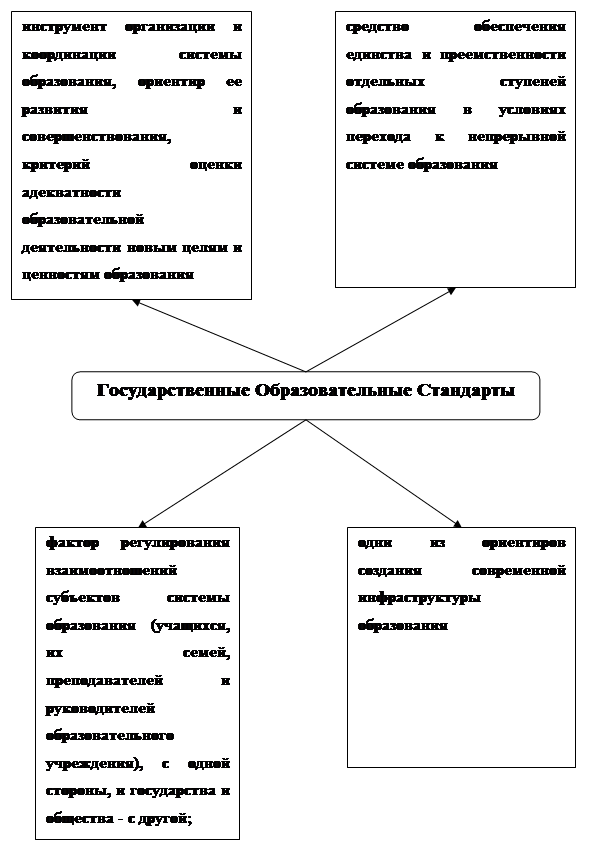 инструмент организации и
координации системы
образования, ориентир ее
развития и
совершенствования,
критерий оценки
адекватности
образовательной
деятельности новым целям и
ценностям образования
средство обеспечения
единства и преемственности
отдельных ступеней
образования в условиях
перехода к непрерывной
системе образования
Государственные Образовательные Стандарты
фактор регулирования
взаимоотношений
субъектов системы
образования (учащихся,
их семей,
преподавателей и
руководителей
образовательного
учреждения), с одной
стороны, и государства и
общества - с другой;
одни из ориентиров
создания современной
инфраструктуры
образования